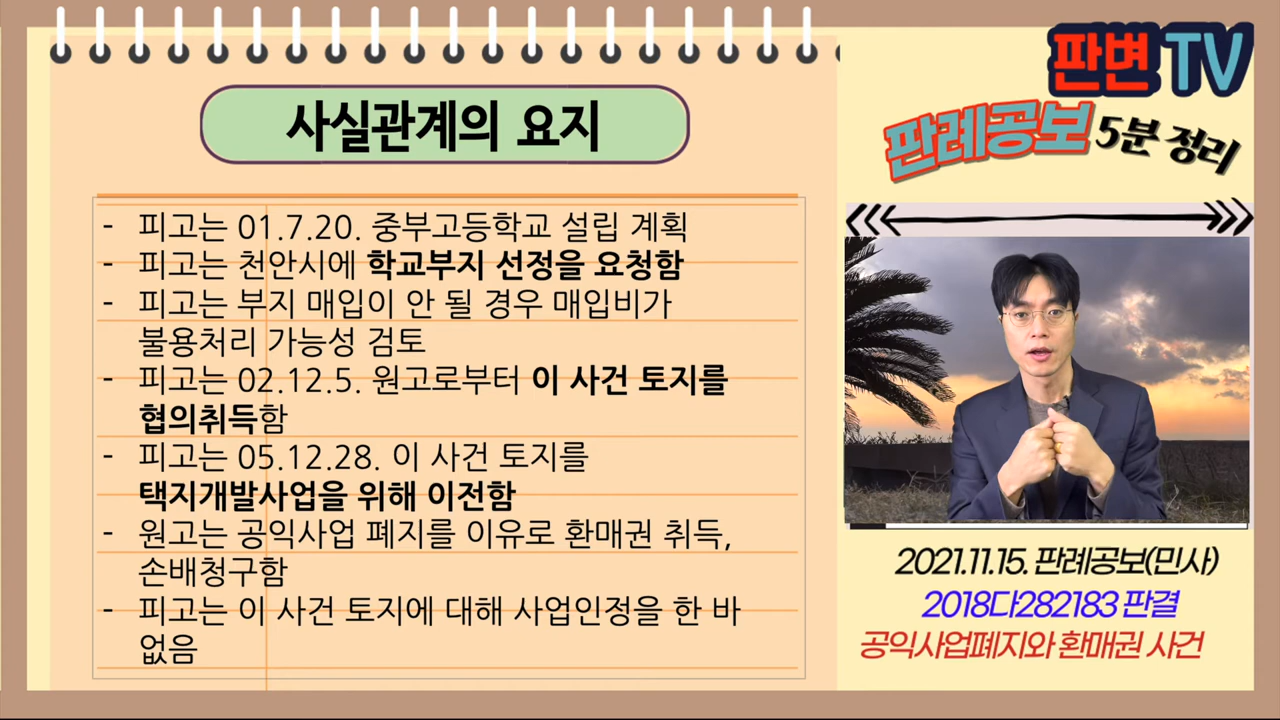 사실관계의 요지
- 피고는 01.7.20. 중부고등학교 설립 계획
- 피고는 천안시에 학교부지 선정을 요청함
- 피고는 부지 매입이 안 될 경우 매입비가
불용처리 가능성 검토
- 피고는 02.12.5. 원고로부터 이 사건 토지를
협의취득함
- 피고는 05.12.28. 이 사건 토지를
택지개발사업을 위해 이전함
- 원고는 공익사업 폐지를 이유로 환매권 취득,
손배청구함
- 피고는 이 사건 토지에 대해 사업인정을 한 바
없음
판변 TV
판례공보 5분 정리
2021.11.15. 판례공보(민사)
2018다282183 판결
공익사업폐지와 환매권 사건